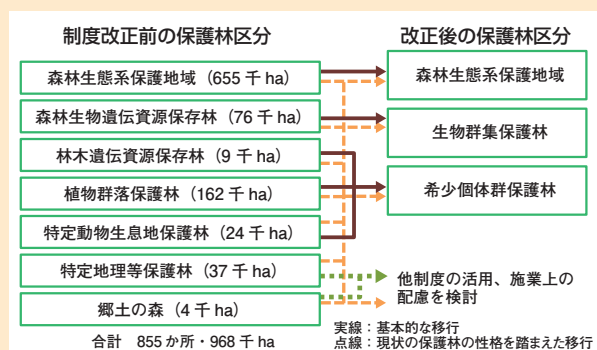 制度改正前の保護林区分
森林生態系保護地域（655 千 ha）
森林生物遺伝資源保存林（76 千 ha）
林木遺伝資源保存林（9 千 ha）
植物群落保護林（162 千 ha）
特定動物生息地保護林（24 千 ha）
特定地理等保護林（37 千 ha）
郷土の森（4 千 ha）
合計　855 か所・968 千 ha
改正後の保護林区分
森林生態系保護地域
生物群集保護林
希少個体群保護林
他制度の活用、施業上の
配慮を検討
実線：基本的な移行
点線：現状の保護林の性格を踏まえた移行